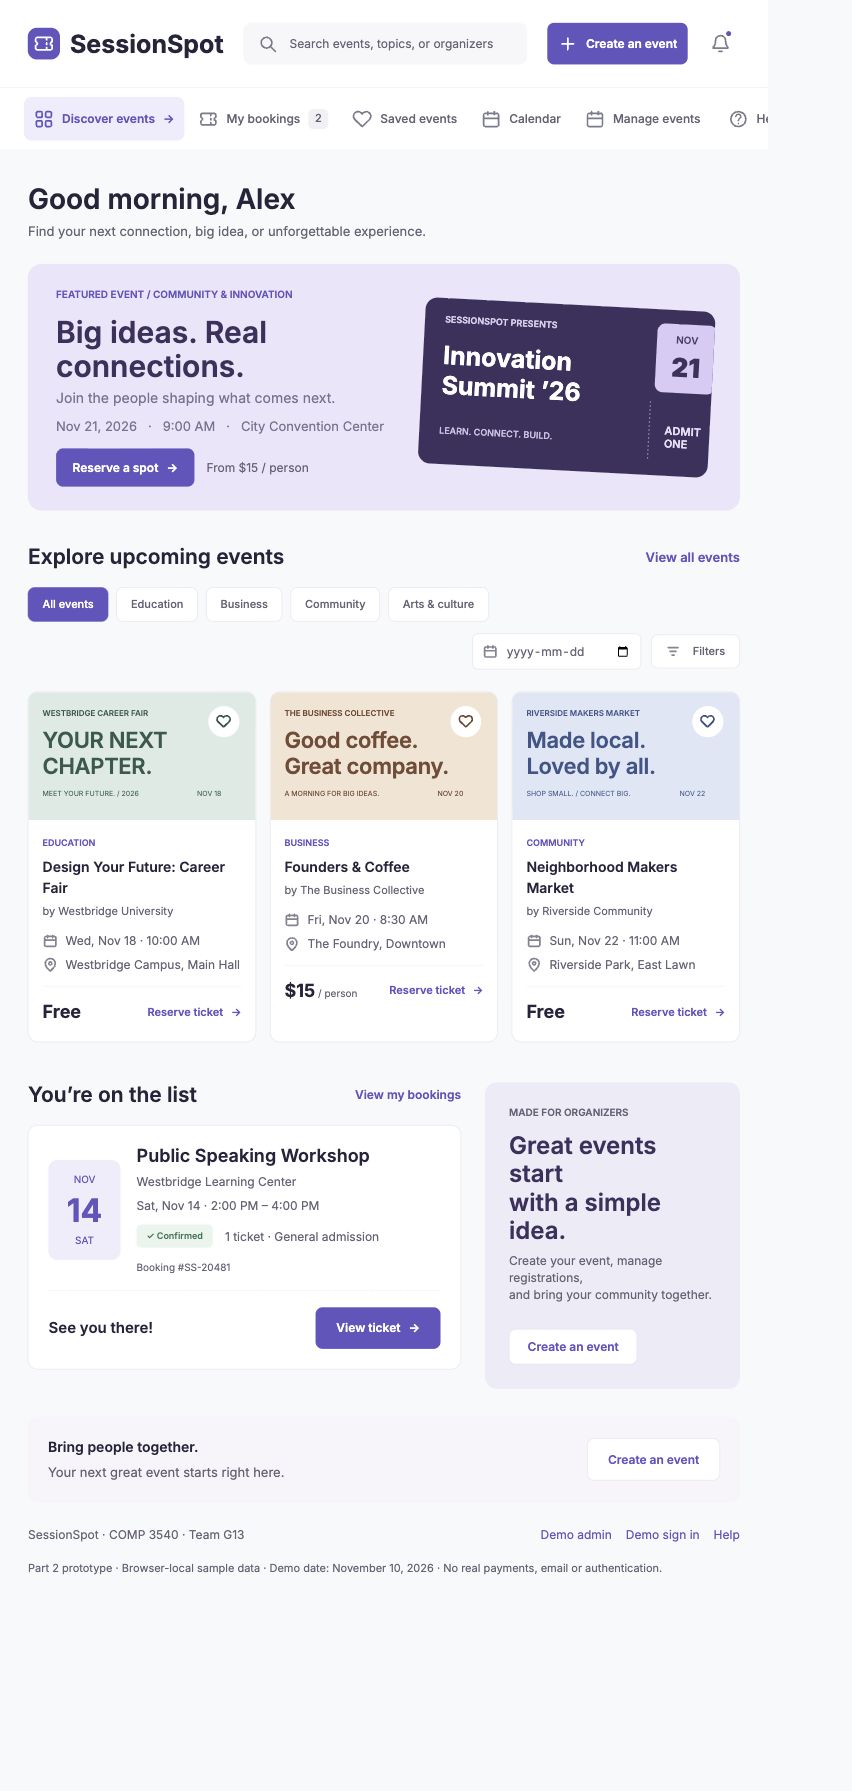 SessionSpot
Search events, topics, or organizers
Create an event
Discover events →
My bookings 2
Saved events
Calendar
Manage events
Good morning, Alex
Find your next connection, big idea, or unforgettable experience.
FEATURED EVENT / COMMUNITY & INNOVATION
Big ideas. Real
connections.
Join the people shaping what comes next.
Nov 21, 2026 · 9:00 AM · City Convention Center
Reserve a spot →
From $15 / person
SESSIONSPOT PRESENTS
Innovation
Summit ’26
LEARN. CONNECT. BUILD.
NOV
21
ADMIT
ONE
Explore upcoming events
View all events
All events
Education
Business
Community
Arts & culture
yyyy-mm-dd
Filters
WESTBRIDGE CAREER FAIR
YOUR NEXT
CHAPTER.
MEET YOUR FUTURE. / 2026
NOV 18
EDUCATION
Design Your Future: Career
Fair
by Westbridge University
Wed, Nov 18 · 10:00 AM
Westbridge Campus, Main Hall
Free
Reserve ticket →
THE BUSINESS COLLECTIVE
Good coffee.
Great company.
A MORNING FOR BIG IDEAS.
NOV 20
BUSINESS
Founders & Coffee
by The Business Collective
Fri, Nov 20 · 8:30 AM
The Foundry, Downtown
$15 / person
Reserve ticket →
RIVERSIDE MAKERS MARKET
Made local.
Loved by all.
SHOP SMALL. / CONNECT BIG.
NOV 22
COMMUNITY
Neighborhood Makers
Market
by Riverside Community
Sun, Nov 22 · 11:00 AM
Riverside Park, East Lawn
Free
Reserve ticket →
You’re on the list
View my bookings
NOV
14
SAT
Public Speaking Workshop
Westbridge Learning Center
Sat, Nov 14 · 2:00 PM – 4:00 PM
✓ Confirmed
1 ticket · General admission
Booking #SS-20481
See you there!
View ticket →
MADE FOR ORGANIZERS
Great events
start
with a simple
idea.
Create your event, manage
registrations,
and bring your community together.
Create an event
Bring people together.
Your next great event starts right here.
Create an event
SessionSpot · COMP 3540 · Team G13
Demo admin
Demo sign in
Help
Part 2 prototype · Browser-local sample data · Demo date: November 10, 2026 · No real payments, email or authentication.